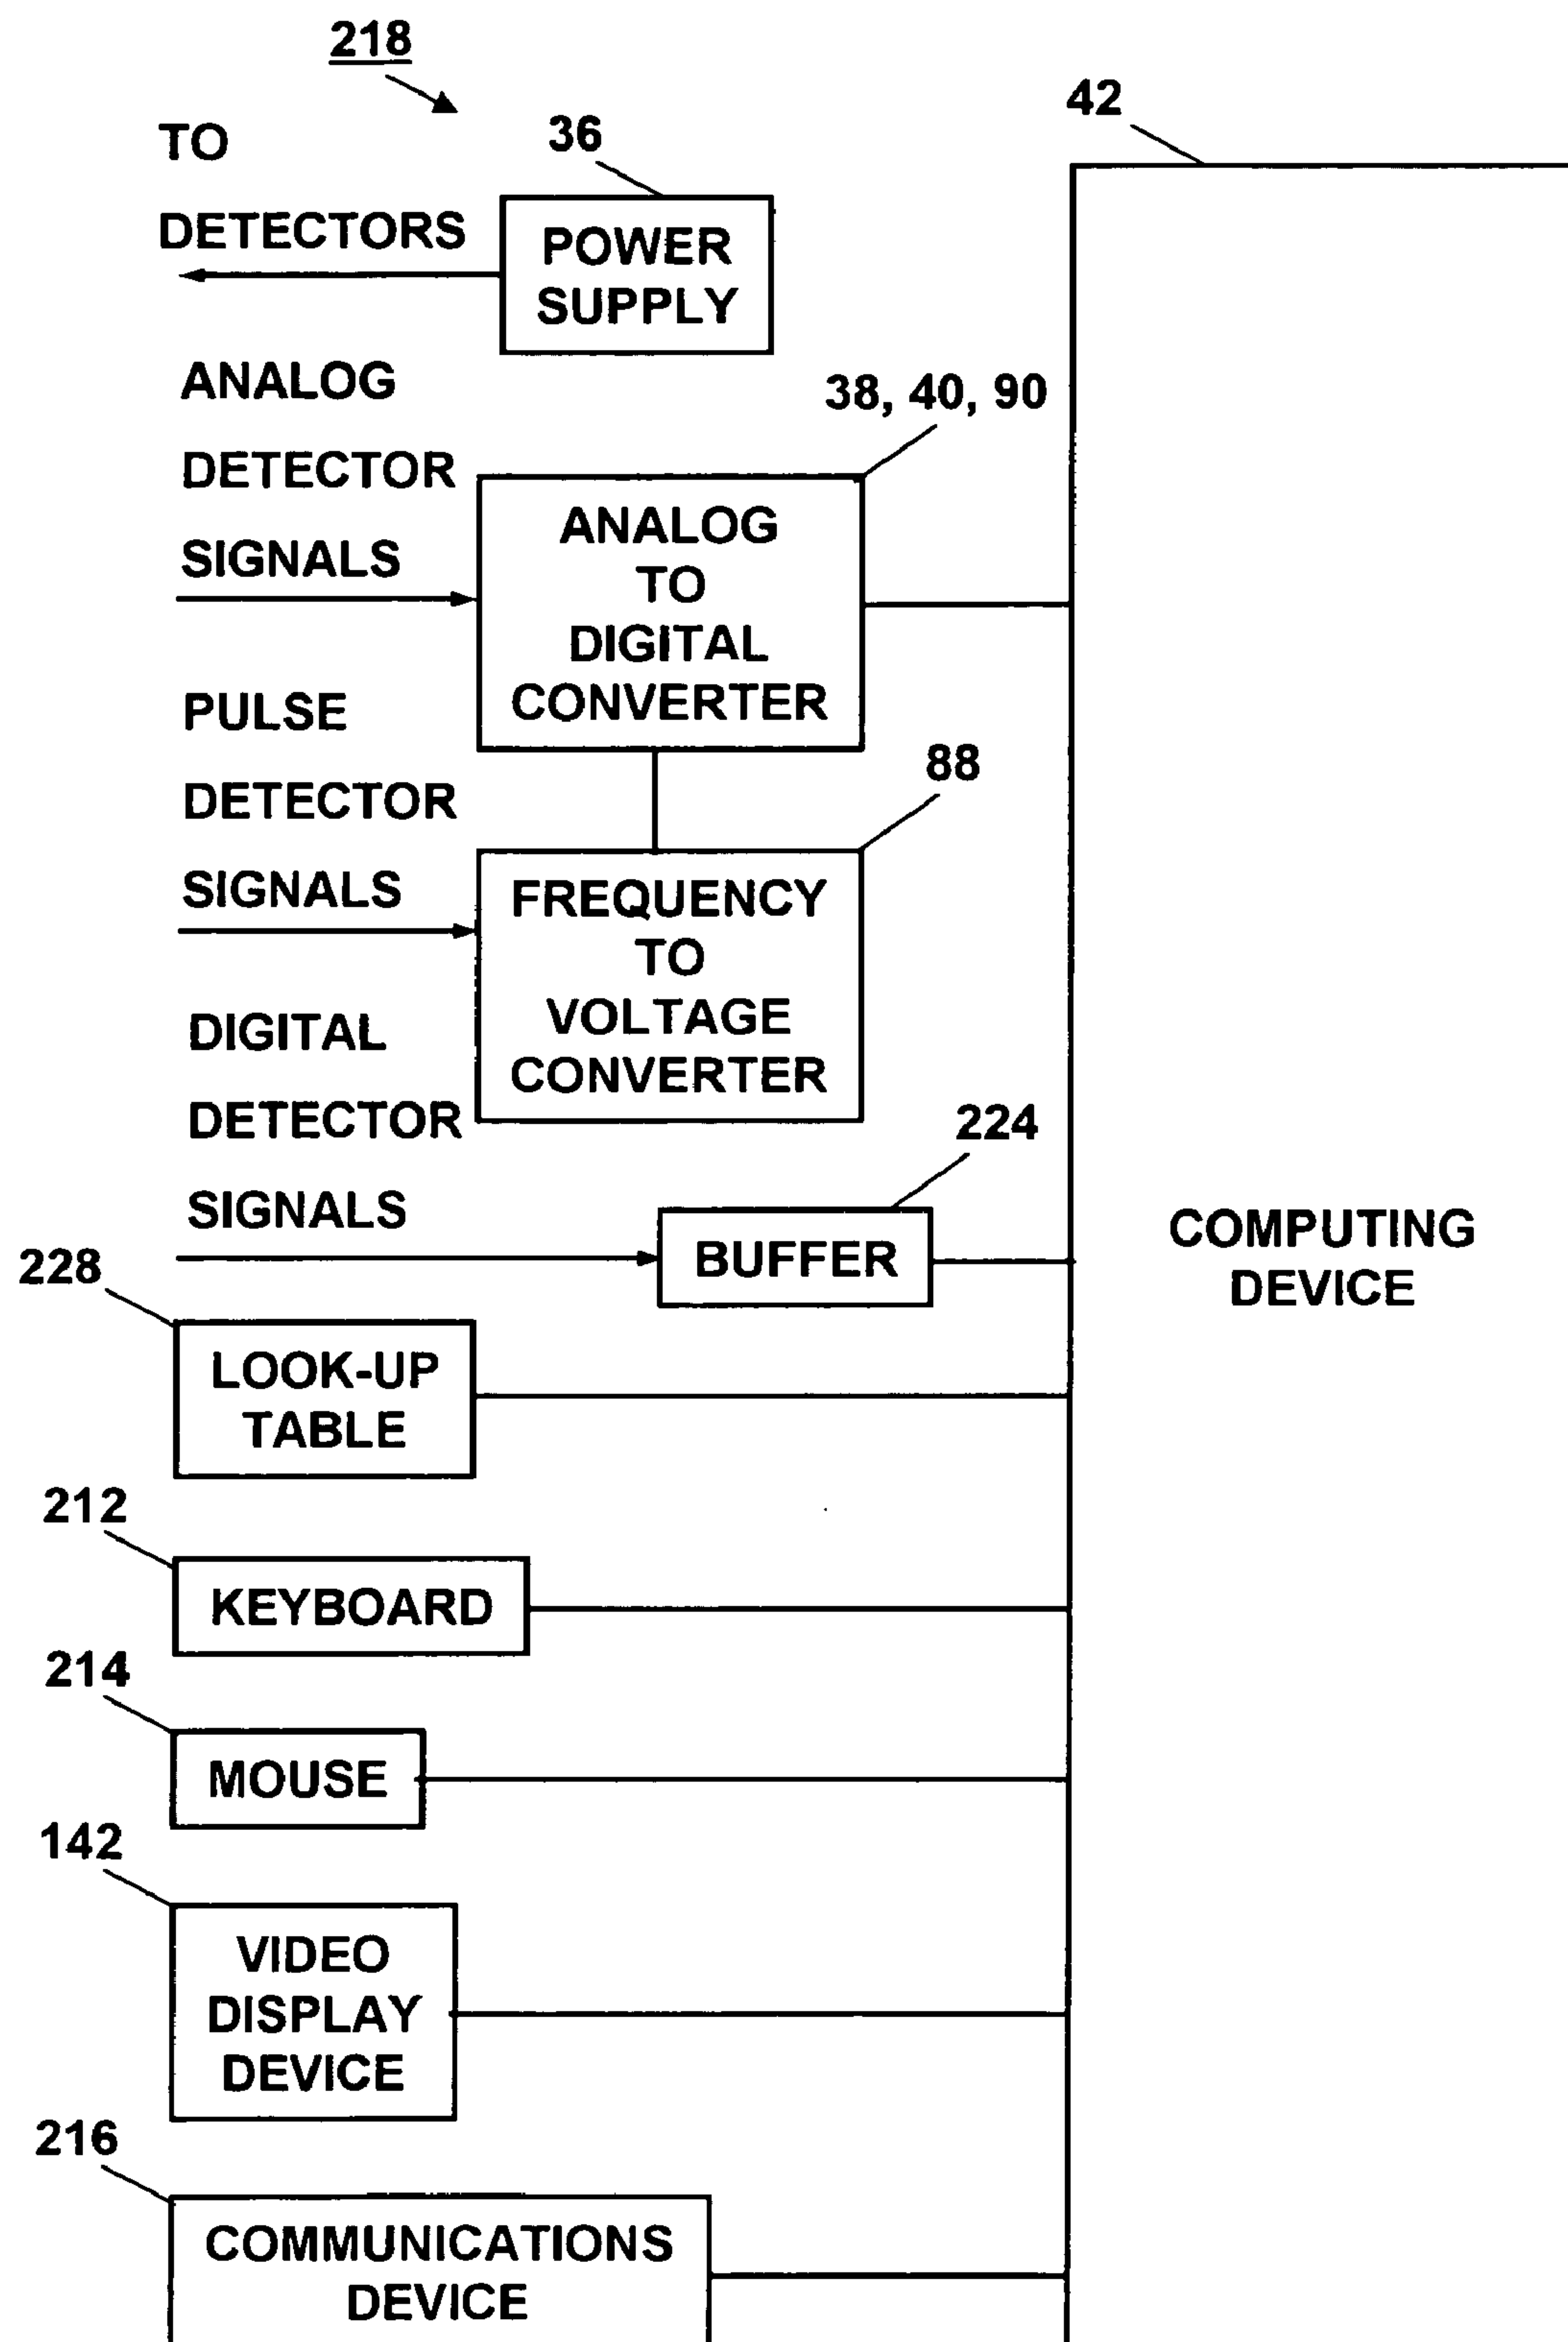 218
42
TO
DETECTORS
36
POWER
SUPPLY
ANALOG
DETECTOR
SIGNALS
38, 40, 90
ANALOG
TO
DIGITAL
CONVERTER
PULSE
DETECTOR
SIGNALS
88
FREQUENCY
TO
VOLTAGE
CONVERTER
DIGITAL
DETECTOR
SIGNALS
224
BUFFER
COMPUTING
DEVICE
228
LOOK-UP
TABLE
212
KEYBOARD
214
MOUSE
142
VIDEO
DISPLAY
DEVICE
216
COMMUNICATIONS
DEVICE